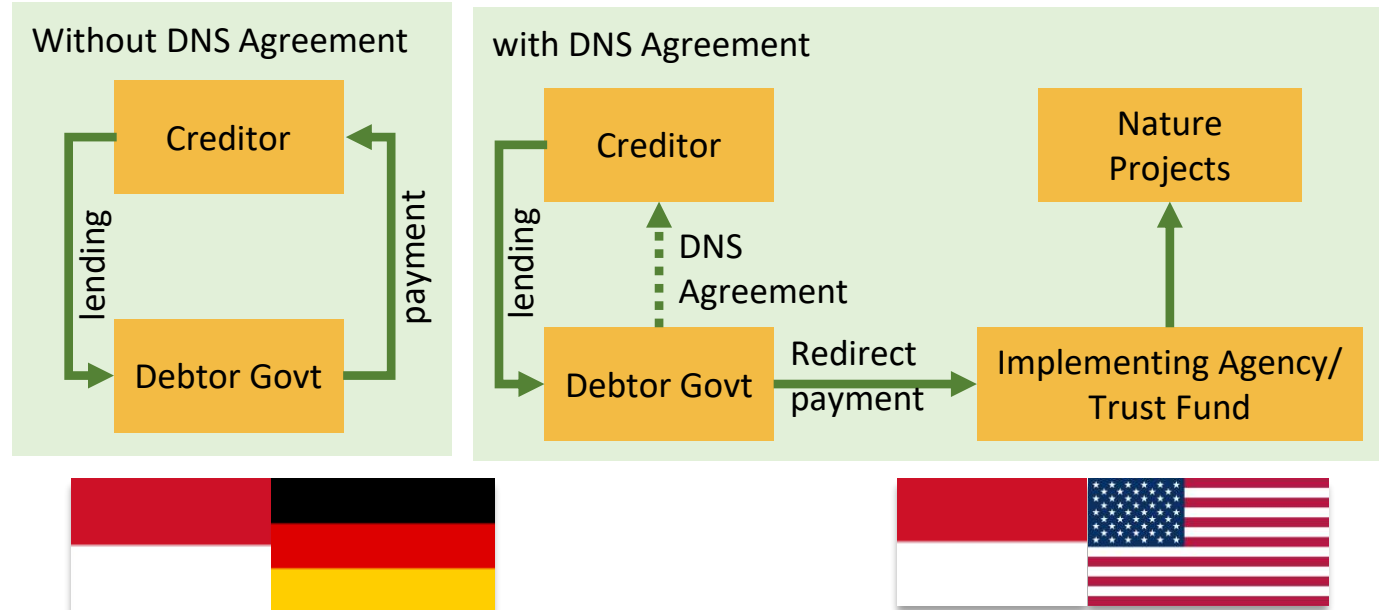 Without DNS Agreement
Creditor
lending
payment
Debtor Govt
with DNS Agreement
Creditor
Nature
Projects
lending
DNS
Agreement
Debtor Govt
Redirect
payment
Implementing Agency/
Trust Fund